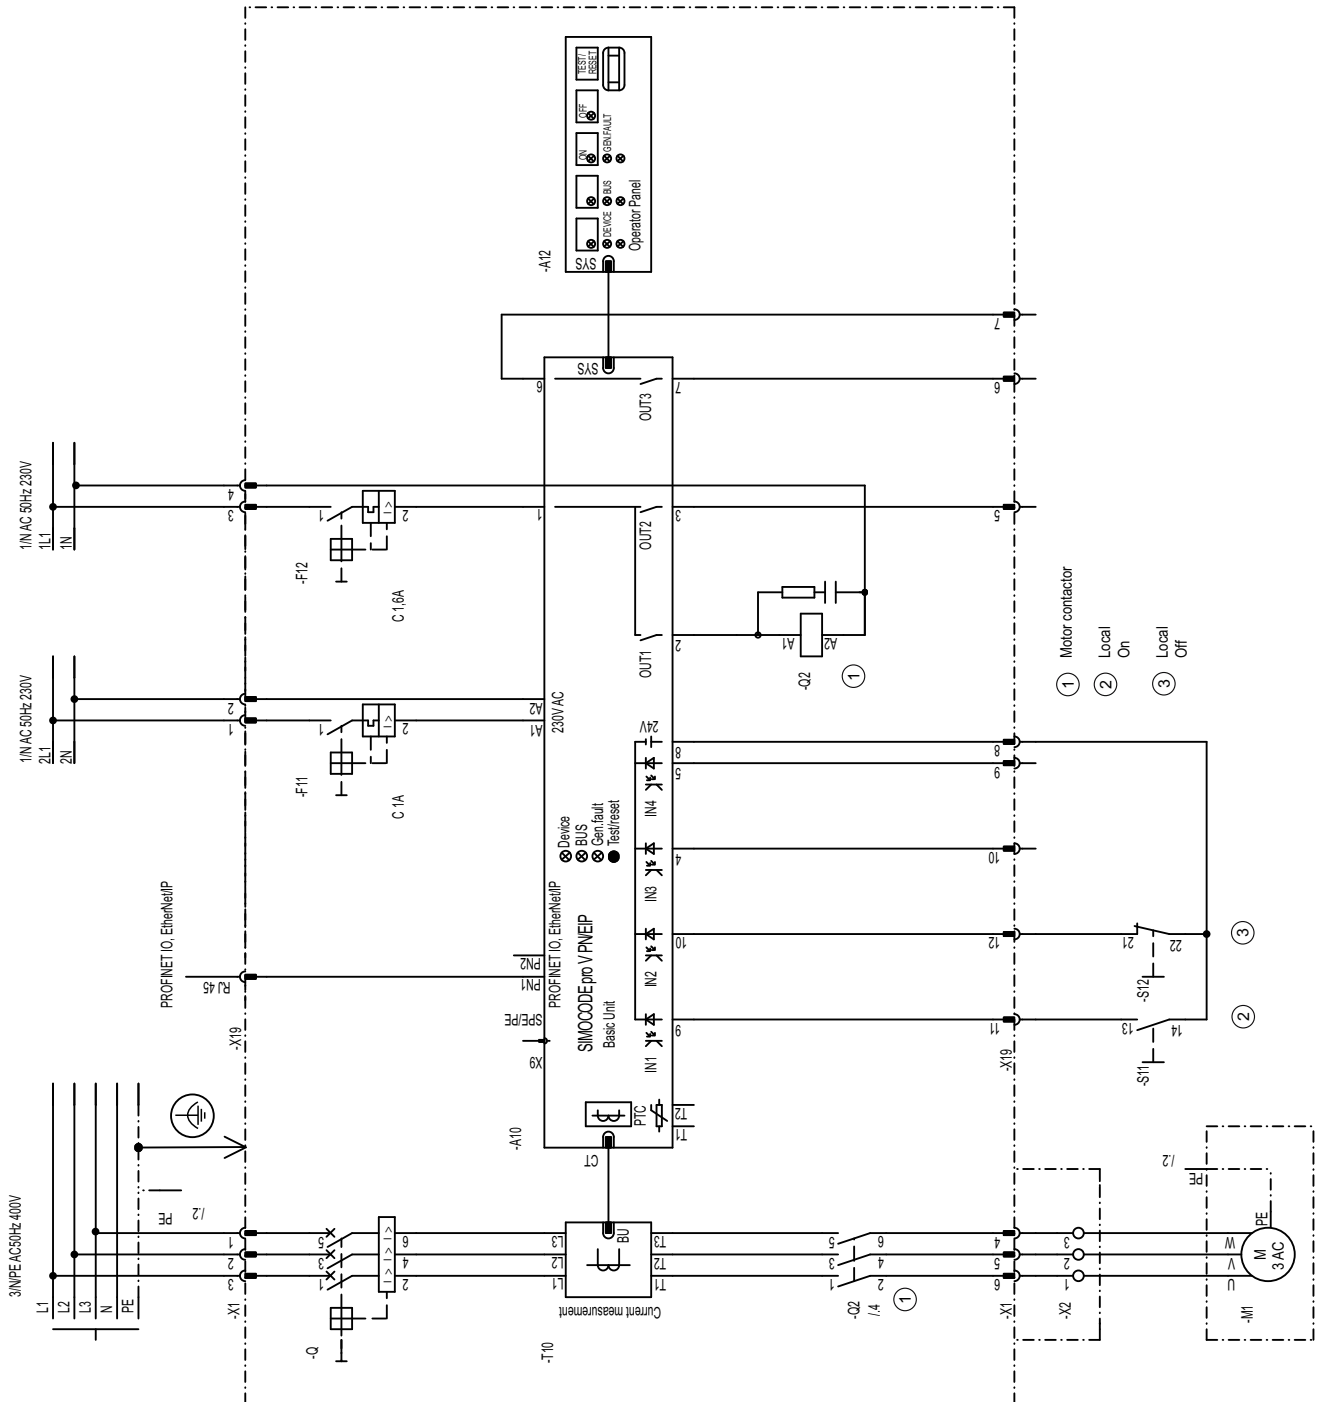 3/N/PE AC50Hz 400V
L1
L2
L3
N
PE
PE
/.2
-X1
1
2
3
-Q
1
3
5
2
4
6
-T10
Current measurement
L1
L2
L3
T1
T2
T3
BU
-Q2
/.4
1
3
5
2
4
6
1
-X1
4
5
6
-X2
3
2
1
U
V
W
PE
PE
/.2
M
3 AC
-M1
PROFINET IO, EtherNet/IP
RJ 45
-X19
1/N AC 50Hz 230V
2L1
2N
1
2
-F11
C 1A
1
2
1/N AC 50Hz 230V
1L1
1N
3
4
-F12
C 1,6A
1
2
-A10
CT
X9
SPE/PE
PN1
PN2
PROFINET IO, EtherNet/IP
SIMOCODE pro V PN/EIP
Basic Unit
Device
BUS
Gen.fault
Test/reset
A1
A2
230V AC
1
6
SYS
PTC
T1
T2
IN1
9
IN2
10
IN3
4
IN4
5
24V
8
OUT1
2
OUT2
3
OUT3
7
-A12
SYS
DEVICE
BUS
GEN.FAULT
ON
OFF
TEST/
RESET
Operator Panel
-Q2
A1
A2
1
-X19
11
12
10
9
8
5
6
7
-S11
13
14
2
-S12
21
22
3
1 Motor contactor
2 Local
On
3 Local
Off